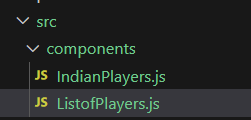 src
components
JS IndianPlayers.js
JS ListofPlayers.js